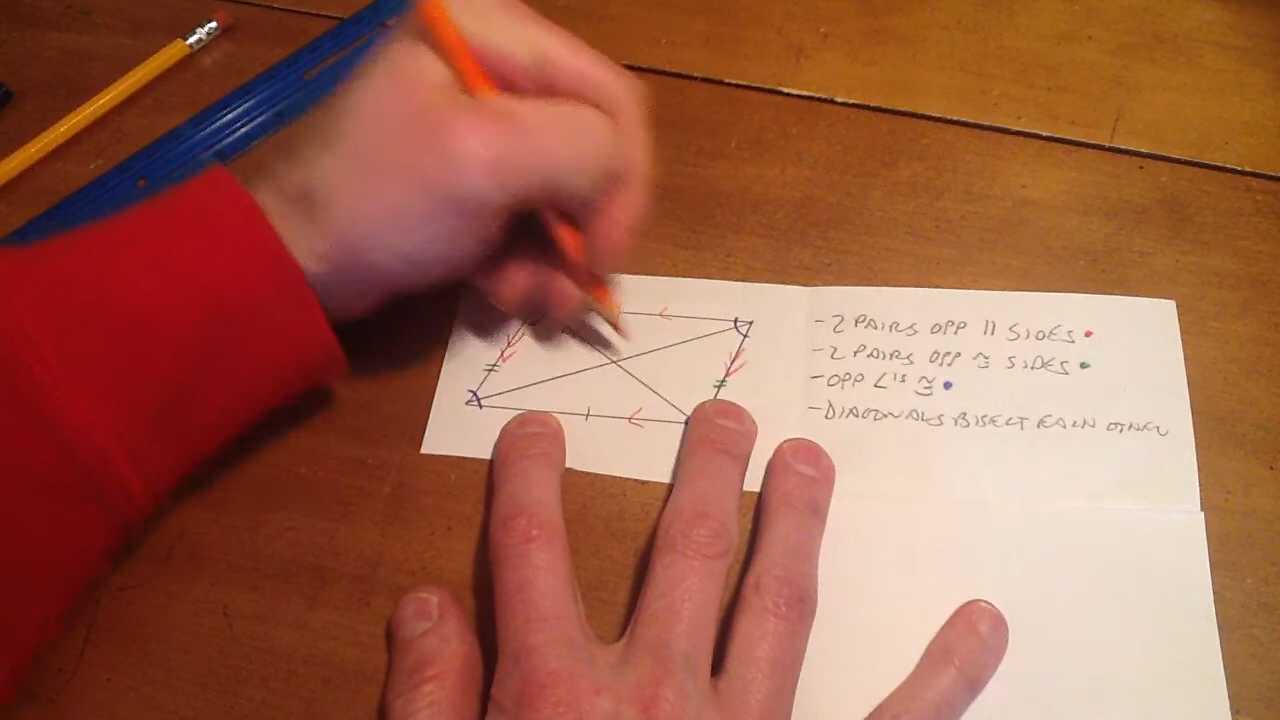 -2 PAIRS OPP || SIDES
-2 PAIRS OPP ≅ SIDES
-OPP ∠'S ≅
-DIAGONALS BISECT EACH OTHER